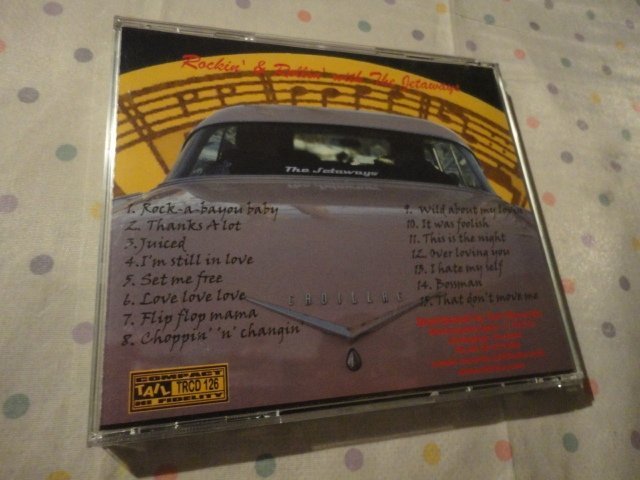 Rockin' & Rollin' with The Jetaways
The Jetaways
1. Rock-a-bayou baby
2. Thanks A lot
3. Juiced
4. I'm still in love
5. Set me free
6. Love love love
7. Flip flop mama
8. Choppin' 'n' changin'
9. Wild about my lovin
10. It was foolish
11. This is the night
12. Over loving you
13. I hate my self
14. Bossman
15. That don't move me
CADILLAC
COMPACT
TAIL TRCD 126
HI FIDELITY